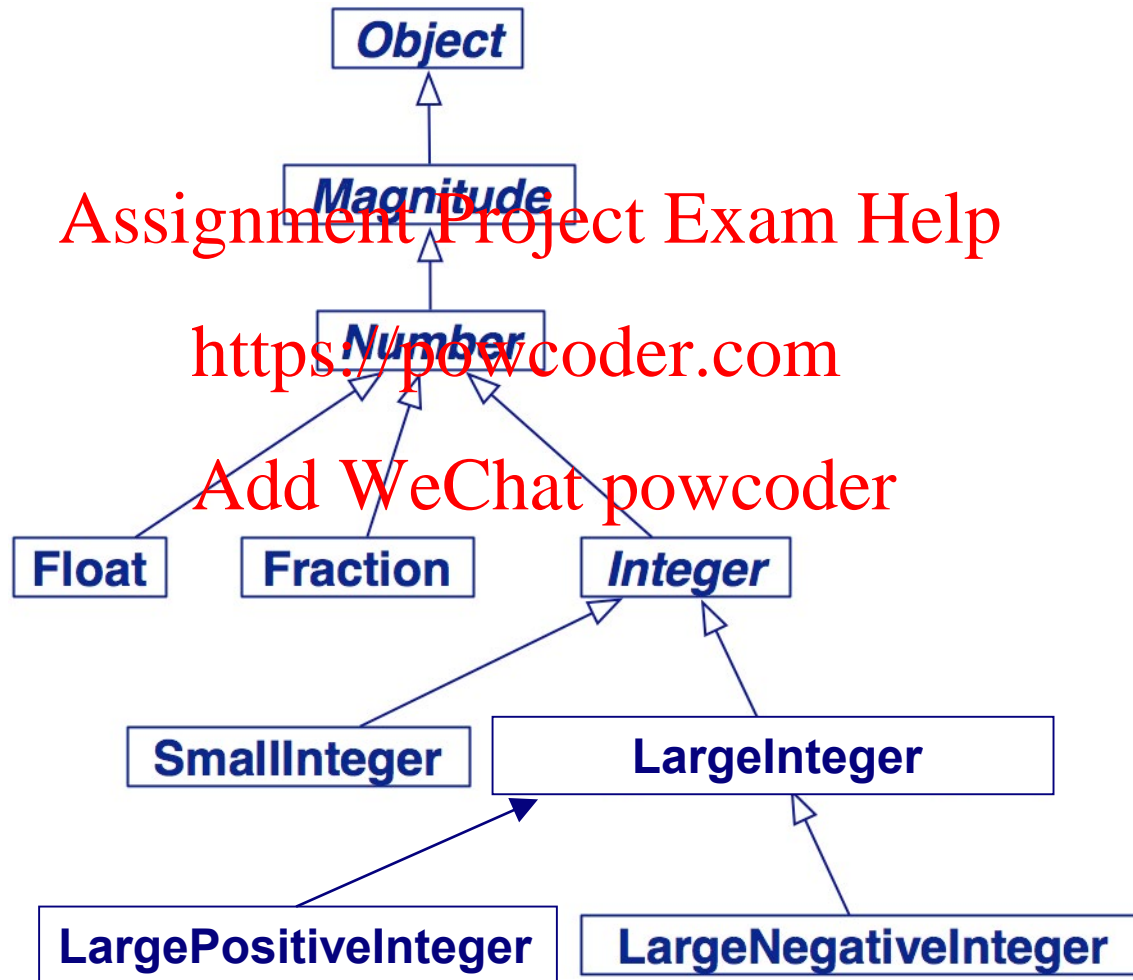 Object
Magnitude
Assignment Project Exam Help
Number
https://powcoder.com
Add WeChat powcoder
Float
Fraction
Integer
SmallInteger
LargeInteger
LargePositiveInteger
LargeNegativeInteger